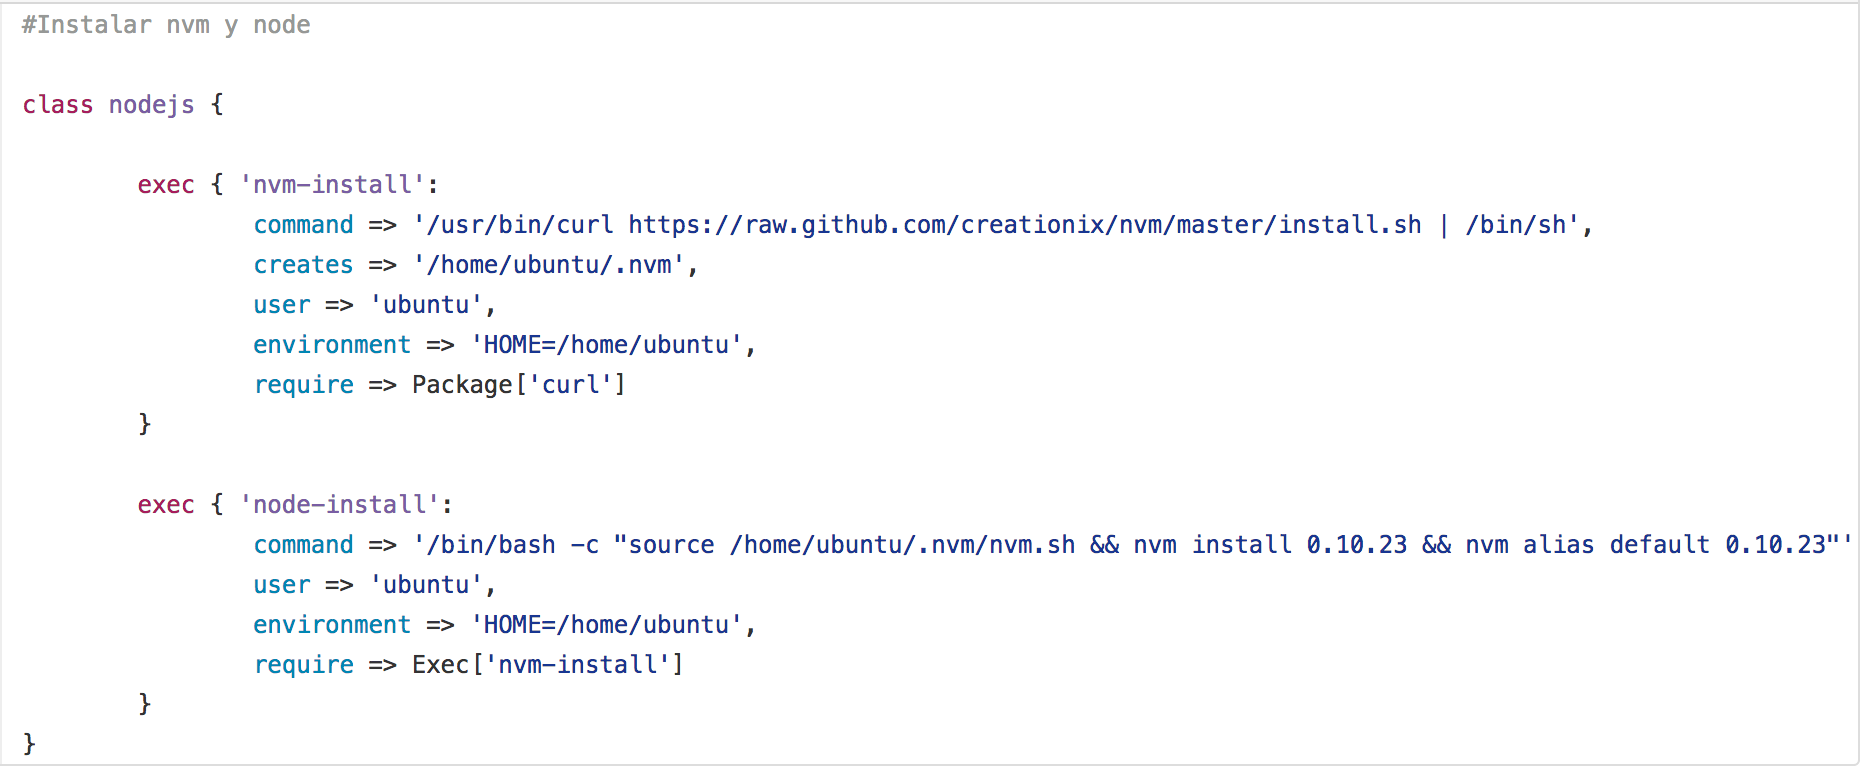 #Instalar nvm y node
class nodejs {
exec { 'nvm-install':
command => '/usr/bin/curl https://raw.github.com/creationix/nvm/master/install.sh | /bin/sh',
creates => '/home/ubuntu/.nvm',
user => 'ubuntu',
environment => 'HOME=/home/ubuntu',
require => Package['curl']
}
exec { 'node-install':
command => '/bin/bash -c "source /home/ubuntu/.nvm/nvm.sh && nvm install 0.10.23 && nvm alias default 0.10.23"'
user => 'ubuntu',
environment => 'HOME=/home/ubuntu',
require => Exec['nvm-install']
}
}